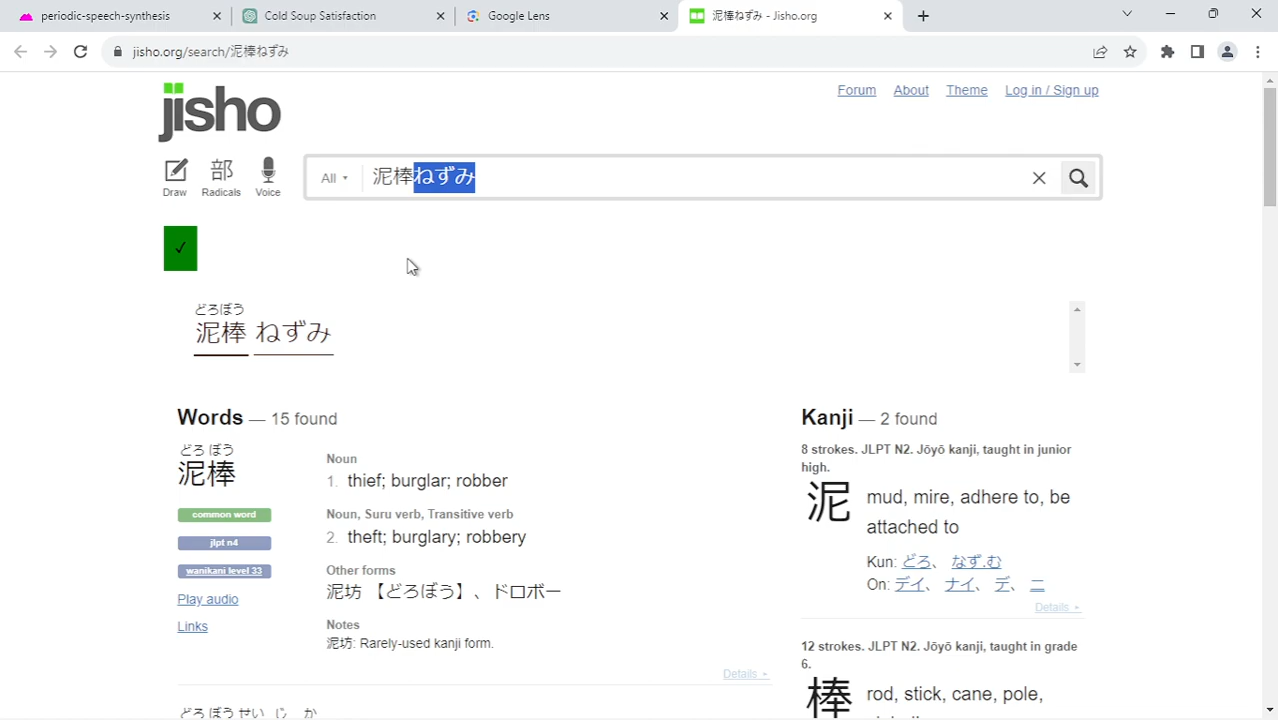 periodic-speech-synthesis
Cold Soup Satisfaction
Google Lens
泥棒ねずみ - Jisho.org
jisho.org/search/泥棒ねずみ
jisho
Forum About Theme Log in / Sign up
Draw
部 Radicals
Voice
All
泥棒ねずみ
✓
どろぼう
泥棒 ねずみ
Words — 15 found
どろ ぼう
泥棒
common word
jlpt n4
wanikani level 33
Play audio
Links
Noun
1. thief; burglar; robber
Noun, Suru verb, Transitive verb
2. theft; burglary; robbery
Other forms
泥坊 【どろぼう】、ドロボー
Notes
泥坊: Rarely-used kanji form.
Details
どろ ぼう せい じ か
Kanji — 2 found
8 strokes. JLPT N2. Jōyō kanji, taught in junior
high.
泥
mud, mire, adhere to, be
attached to
Kun: どろ、 なず.む
On: デイ、 ナイ、 デ、 ニ
Details
12 strokes. JLPT N2. Jōyō kanji, taught in grade
6.
棒
rod, stick, cane, pole,